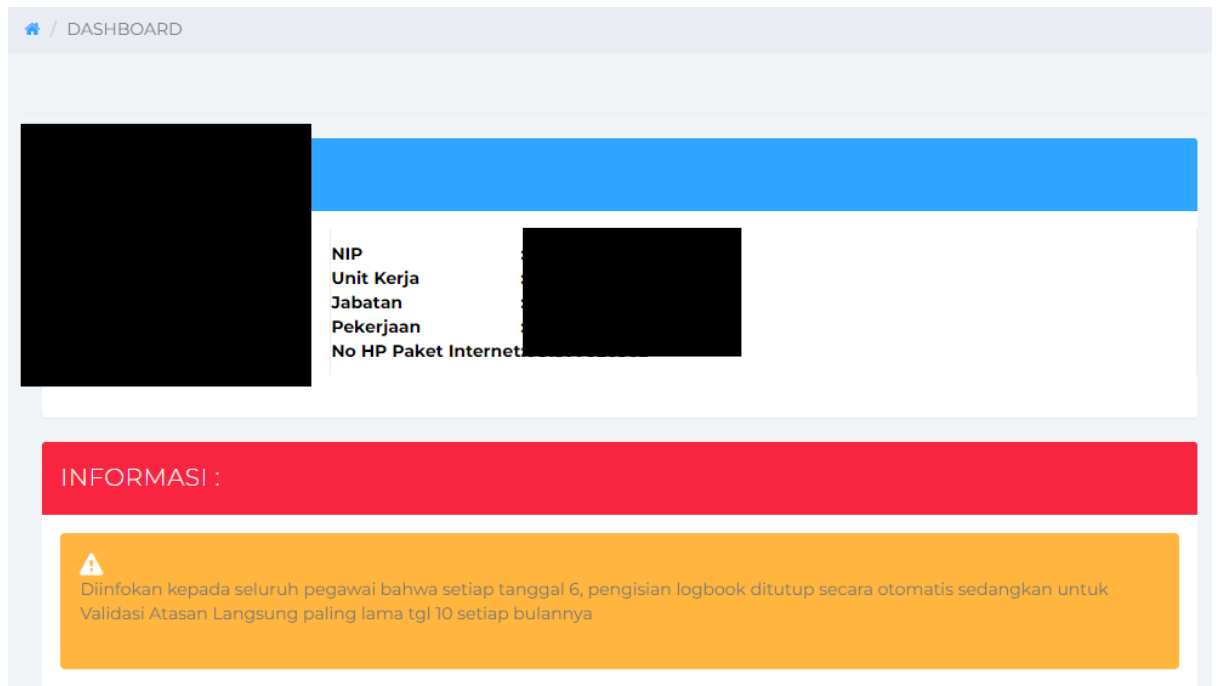 / DASHBOARD
NIP :
Unit Kerja :
Jabatan :
Pekerjaan :
No HP Paket Internet:
INFORMASI :
Diinfokan kepada seluruh pegawai bahwa setiap tanggal 6, pengisian logbook ditutup secara otomatis sedangkan untuk
Validasi Atasan Langsung paling lama tgl 10 setiap bulannya